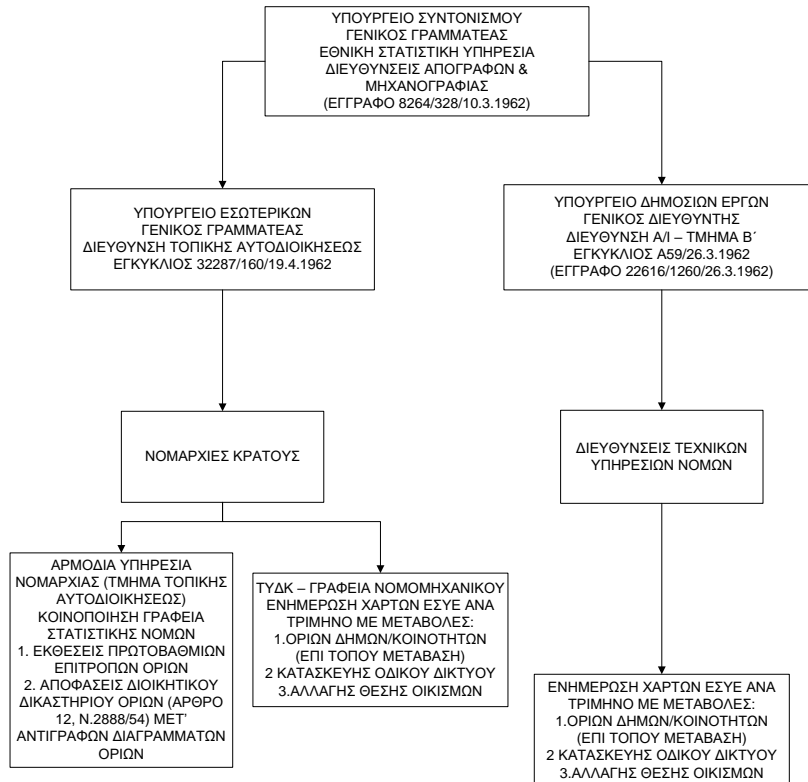 ΥΠΟΥΡΓΕΙΟ ΣΥΝΤΟΝΙΣΜΟΥ
ΓΕΝΙΚΟΣ ΓΡΑΜΜΑΤΕΑΣ
ΕΘΝΙΚΗ ΣΤΑΤΙΣΤΙΚΗ ΥΠΗΡΕΣΙΑ
ΔΙΕΥΘΥΝΣΕΙΣ ΑΠΟΓΡΑΦΩΝ &
ΜΗΧΑΝΟΓΡΑΦΙΑΣ
(ΕΓΓΡΑΦΟ 8264/328/10.3.1962)
ΥΠΟΥΡΓΕΙΟ ΕΣΩΤΕΡΙΚΩΝ
ΓΕΝΙΚΟΣ ΓΡΑΜΜΑΤΕΑΣ
ΔΙΕΥΘΥΝΣΗ ΤΟΠΙΚΗΣ ΑΥΤΟΔΙΟΙΚΗΣΕΩΣ
ΕΓΚΥΚΛΙΟΣ 32287/160/19.4.1962
ΥΠΟΥΡΓΕΙΟ ΔΗΜΟΣΙΩΝ ΕΡΓΩΝ
ΓΕΝΙΚΟΣ ΔΙΕΥΘΥΝΤΗΣ
ΔΙΕΥΘΥΝΣΗ Α/Ι – ΤΜΗΜΑ Β΄
ΕΓΚΥΚΛΙΟΣ Α59/26.3.1962
(ΕΓΓΡΑΦΟ 22616/1260/26.3.1962)
ΝΟΜΑΡΧΙΕΣ ΚΡΑΤΟΥΣ
ΔΙΕΥΘΥΝΣΕΙΣ ΤΕΧΝΙΚΩΝ
ΥΠΗΡΕΣΙΩΝ ΝΟΜΩΝ
ΑΡΜΟΔΙΑ ΥΠΗΡΕΣΙΑ
ΝΟΜΑΡΧΙΑΣ (ΤΜΗΜΑ ΤΟΠΙΚΗΣ
ΑΥΤΟΔΙΟΙΚΗΣΕΩΣ)
ΚΟΙΝΟΠΟΙΗΣΗ ΓΡΑΦΕΙΑ
ΣΤΑΤΙΣΤΙΚΗΣ ΝΟΜΩΝ
1. ΕΚΘΕΣΕΙΣ ΠΡΩΤΟΒΑΘΜΙΩΝ
ΕΠΙΤΡΟΠΩΝ ΟΡΙΩΝ
2. ΑΠΟΦΑΣΕΙΣ ΔΙΟΙΚΗΤΙΚΟΥ
ΔΙΚΑΣΤΗΡΙΟΥ ΟΡΙΩΝ (ΑΡΘΡΟ
12, Ν.2888/54) ΜΕΤ’
ΑΝΤΙΓΡΑΦΩΝ ΔΙΑΓΡΑΜΜΑΤΩΝ
ΟΡΙΩΝ
ΤΥΔΚ – ΓΡΑΦΕΙΑ ΝΟΜΟΜΗΧΑΝΙΚΟΥ
ΕΝΗΜΕΡΩΣΗ ΧΑΡΤΩΝ ΕΣΥΕ ΑΝΑ
ΤΡΙΜΗΝΟ ΜΕ ΜΕΤΑΒΟΛΕΣ:
1.ΟΡΙΩΝ ΔΗΜΩΝ/ΚΟΙΝΟΤΗΤΩΝ
(ΕΠΙ ΤΟΠΟΥ ΜΕΤΑΒΑΣΗ)
2 ΚΑΤΑΣΚΕΥΗΣ ΟΔΙΚΟΥ ΔΙΚΤΥΟΥ
3.ΑΛΛΑΓΗΣ ΘΕΣΗΣ ΟΙΚΙΣΜΩΝ
ΕΝΗΜΕΡΩΣΗ ΧΑΡΤΩΝ ΕΣΥΕ ΑΝΑ
ΤΡΙΜΗΝΟ ΜΕ ΜΕΤΑΒΟΛΕΣ:
1.ΟΡΙΩΝ ΔΗΜΩΝ/ΚΟΙΝΟΤΗΤΩΝ
(ΕΠΙ ΤΟΠΟΥ ΜΕΤΑΒΑΣΗ)
2 ΚΑΤΑΣΚΕΥΗΣ ΟΔΙΚΟΥ ΔΙΚΤΥΟΥ
3.ΑΛΛΑΓΗΣ ΘΕΣΗΣ ΟΙΚΙΣΜΩΝ